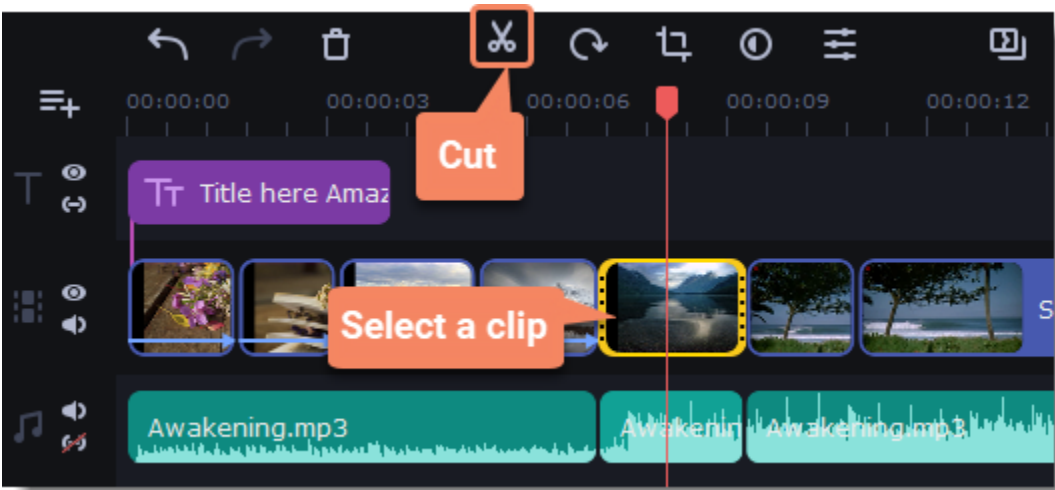 00:00:00 00:00:03 00:00:06 00:00:09 00:00:12
Cut
Title here Amaz
Select a clip
S
Awakening.mp3 Awakenin Awakening.mp3